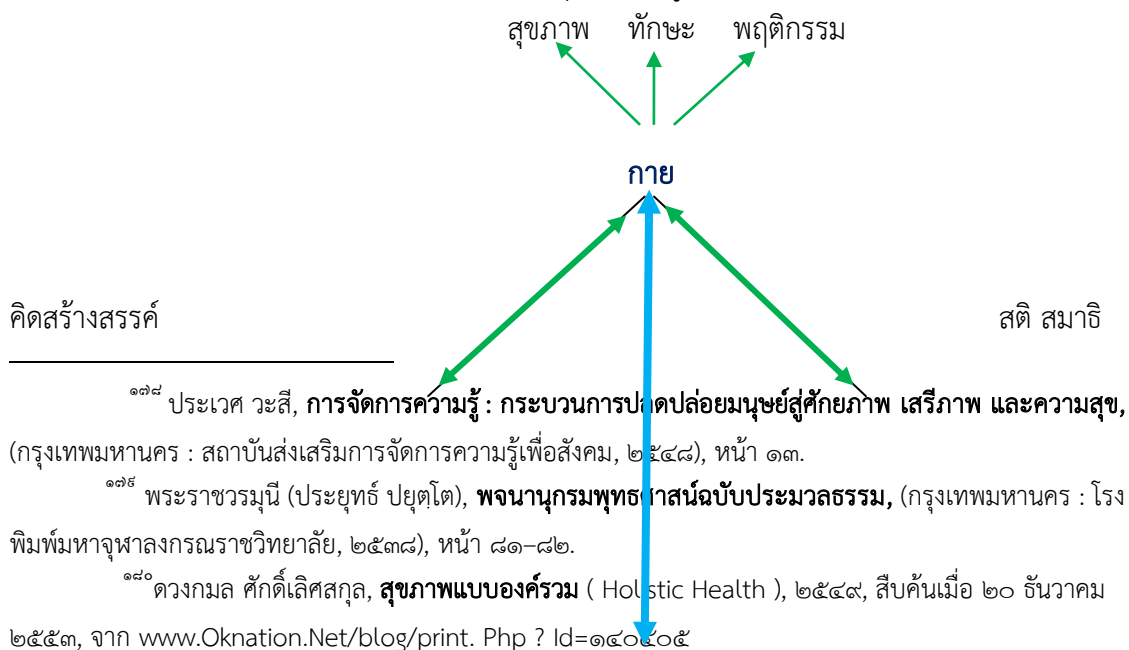 สุขภาพ ทักษะ พฤติกรรม
กาย
คิดสร้างสรรค์ สติ สมาธิ
๑๗๘ ประเวศ วะสี, การจัดการความรู้ : กระบวนการปลดปล่อยมนุษย์สู่ศักยภาพ เสรีภาพ และความสุข,
(กรุงเทพมหานคร : สถาบันส่งเสริมการจัดการความรู้เพื่อสังคม, ๒๕๔๘), หน้า ๑๓.
๑๗๙ พระราชวรมุนี (ประยุทธ์ ปยุตฺโต), พจนานุกรมพุทธศาสน์ฉบับประมวลธรรม, (กรุงเทพมหานคร : โรง
พิมพ์มหาจุฬาลงกรณราชวิทยาลัย, ๒๕๓๘), หน้า ๘๑–๘๒.
๑๘๐ดวงกมล ศักดิ์เลิศสกุล, สุขภาพแบบองค์รวม ( Holistic Health ), ๒๕๔๙, สืบค้นเมื่อ ๒๐ ธันวาคม
๒๕๕๓, จาก www.Oknation.Net/blog/print. Php ? Id=๑๔๐๕๐๕